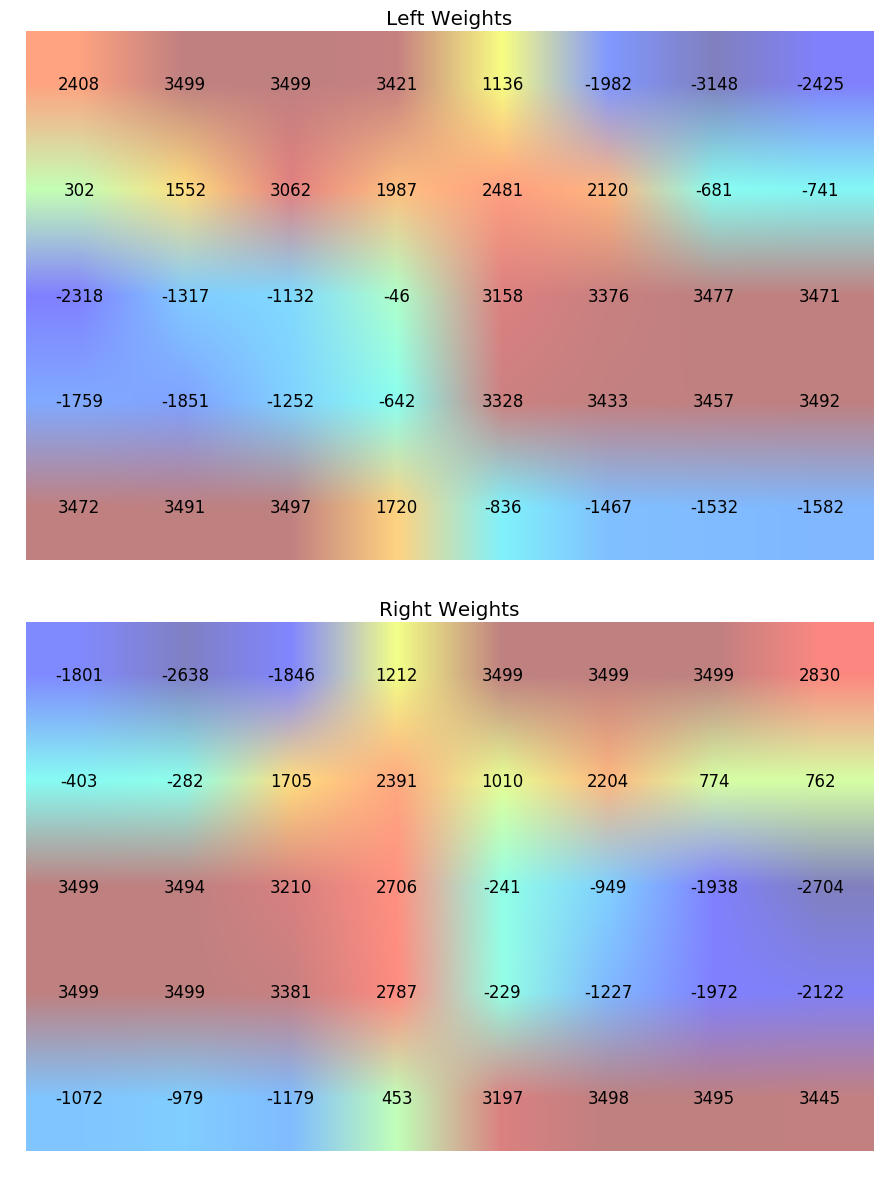 Left Weights
2408 3499 3499 3421 1136 -1982 -3148 -2425
302 1552 3062 1987 2481 2120 -681 -741
-2318 -1317 -1132 -46 3158 3376 3477 3471
-1759 -1851 -1252 -642 3328 3433 3457 3492
3472 3491 3497 1720 -836 -1467 -1532 -1582
Right Weights
-1801 -2638 -1846 1212 3499 3499 3499 2830
-403 -282 1705 2391 1010 2204 774 762
3499 3494 3210 2706 -241 -949 -1938 -2704
3499 3499 3381 2787 -229 -1227 -1972 -2122
-1072 -979 -1179 453 3197 3498 3495 3445